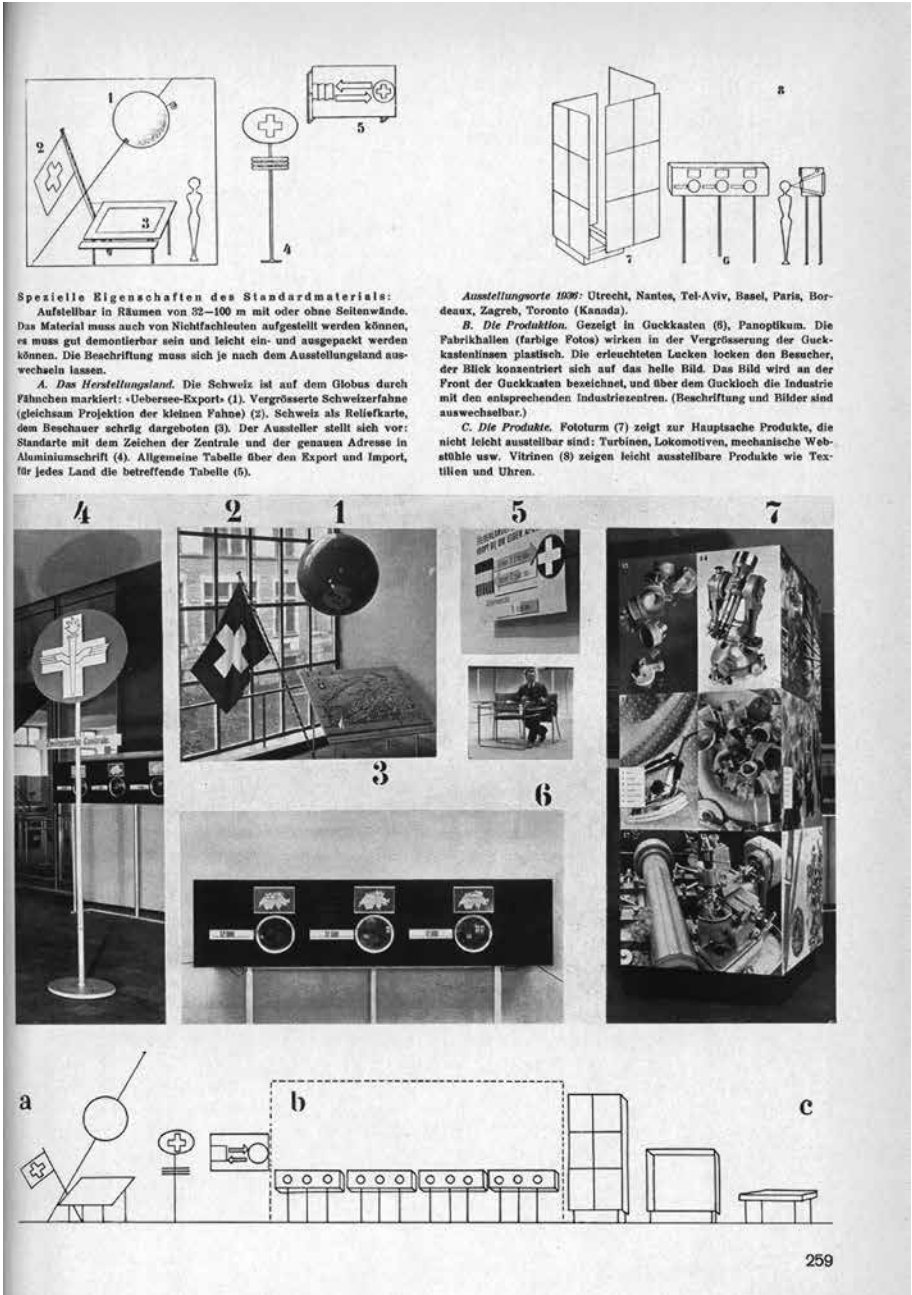 1
2
3
4
5
6
7
8
Spezielle Eigenschaften des Standardmaterials:
Aufstellbar in Räumen von 32—100 m mit oder ohne Seitenwände.
Das Material muss auch von Nichtfachleuten aufgestellt werden können,
es muss gut demontierbar sein und leicht ein- und ausgepackt werden
können. Die Beschriftung muss sich je nach dem Ausstellungsland aus-
wechseln lassen.
A. Das Herstellungsland. Die Schweiz ist auf dem Globus durch
Fähnchen markiert: «Uebersee-Export» (1). Vergrösserte Schweizerfahne
(gleichsam Projektion der kleinen Fahne) (2). Schweiz als Reliefkarte,
dem Beschauer schräg dargeboten (3). Der Aussteller stellt sich vor:
Standarte mit dem Zeichen der Zentrale und der genauen Adresse in
Aluminiumschrift (4). Allgemeine Tabelle über den Export und Import,
für jedes Land die betreffende Tabelle (5).
Ausstellungsorte 1936: Utrecht, Nantes, Tel-Aviv, Basel, Paris, Bor-
deaux, Zagreb, Toronto (Kanada).
B. Die Produktion. Gezeigt in Guckkasten (6), Panoptikum. Die
Fabrikhallen (farbige Fotos) wirken in der Vergrösserung der Guck-
kastenlinsen plastisch. Die erleuchteten Lucken locken den Besucher,
der Blick konzentriert sich auf das helle Bild. Das Bild wird an der
Front der Guckkasten bezeichnet, und über dem Guckloch die Industrie
mit den entsprechenden Industriezentren. (Beschriftung und Bilder sind
auswechselbar.)
C. Die Produkte. Fototurm (7) zeigt zur Hauptsache Produkte, die
nicht leicht ausstellbar sind: Turbinen, Lokomotiven, mechanische Web-
stühle usw. Vitrinen (8) zeigen leicht ausstellbare Produkte wie Tex-
tilien und Uhren.
4
2
1
5
7
3
6
14
a
b
c
259